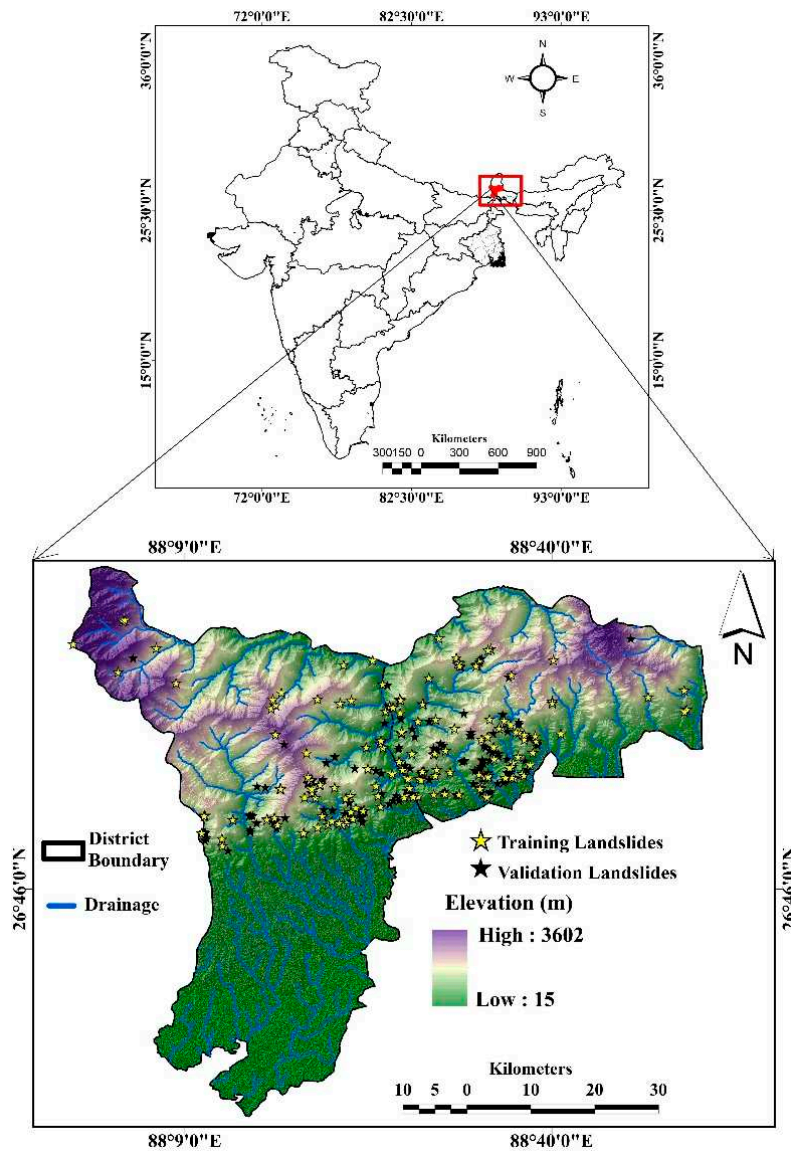 72°0'0"E 82°30'0"E 93°0'0"E
36°0'0"N
36°0'0"N
N
W E
S
25°30'0"N
25°30'0"N
15°0'0"N
15°0'0"N
Kilometers
300150 0 300 600 900
72°0'0"E 82°30'0"E 93°0'0"E
88°9'0"E 88°40'0"E
N
District
Boundary
Drainage
Training Landslides
Validation Landslides
Elevation (m)
High : 3602
Low : 15
26°46'0"N
26°46'0"N
Kilometers
10 5 0 10 20 30
88°9'0"E 88°40'0"E